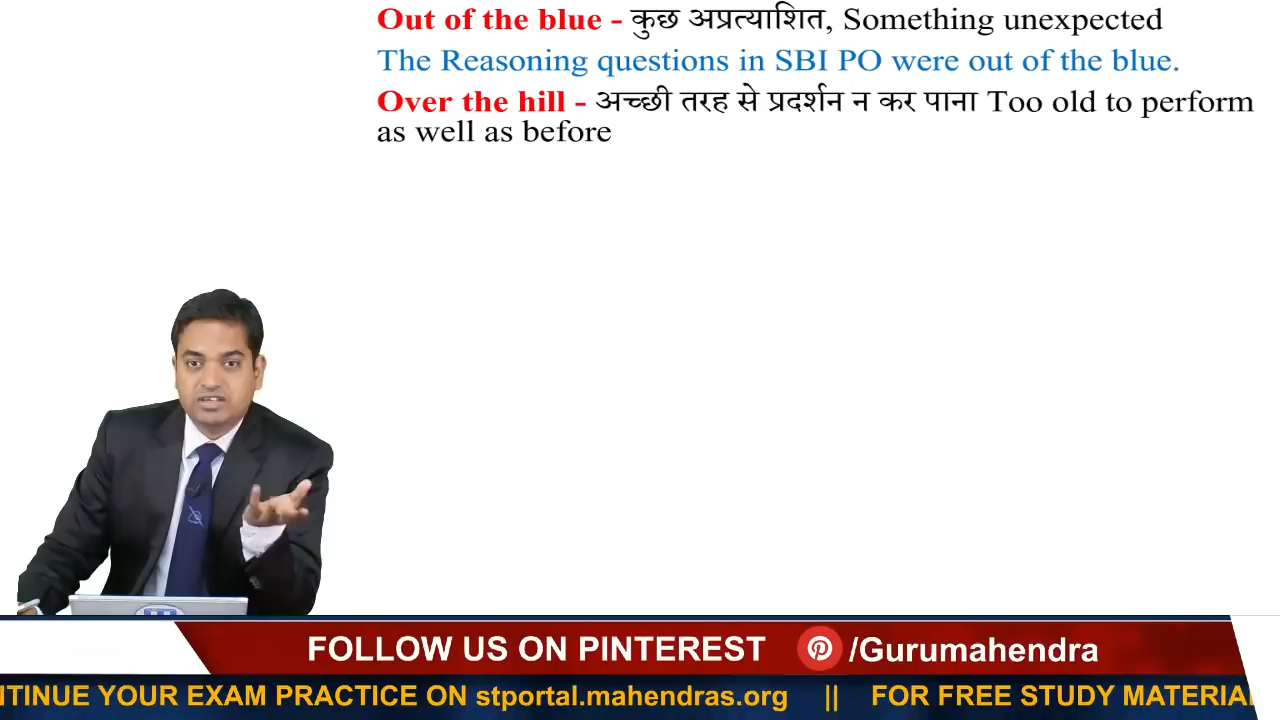 Out of the blue - कुछ अप्रत्याशित, Something unexpected
The Reasoning questions in SBI PO were out of the blue.
Over the hill - अच्छी तरह से प्रदर्शन न कर पाना Too old to perform
as well as before
FOLLOW US ON PINTEREST /Gurumahendra
NTINUE YOUR EXAM PRACTICE ON stportal.mahendras.org || FOR FREE STUDY MATERIA